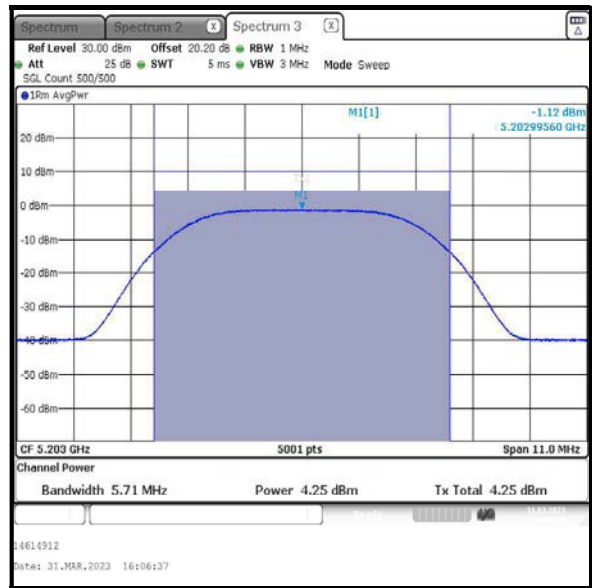 Spectrum Spectrum 2 X Spectrum 3 X
Ref Level 30.00 dBm Offset 20.20 dB RBW 1 MHz
Att 25 dB SWT 5 ms VBW 3 MHz Mode Sweep
SGL Count 500/500
1Rm AvgPwr
M1[1] -1.12 dBm
5.20299560 GHz
20 dBm
10 dBm
0 dBm
M1
-10 dBm
-20 dBm
-30 dBm
-40 dBm
-50 dBm
-60 dBm
CF 5.203 GHz 5001 pts Span 11.0 MHz
Channel Power
Bandwidth 5.71 MHz Power 4.25 dBm Tx Total 4.25 dBm
14614912
Date: 31.MAR.2023 16:06:37